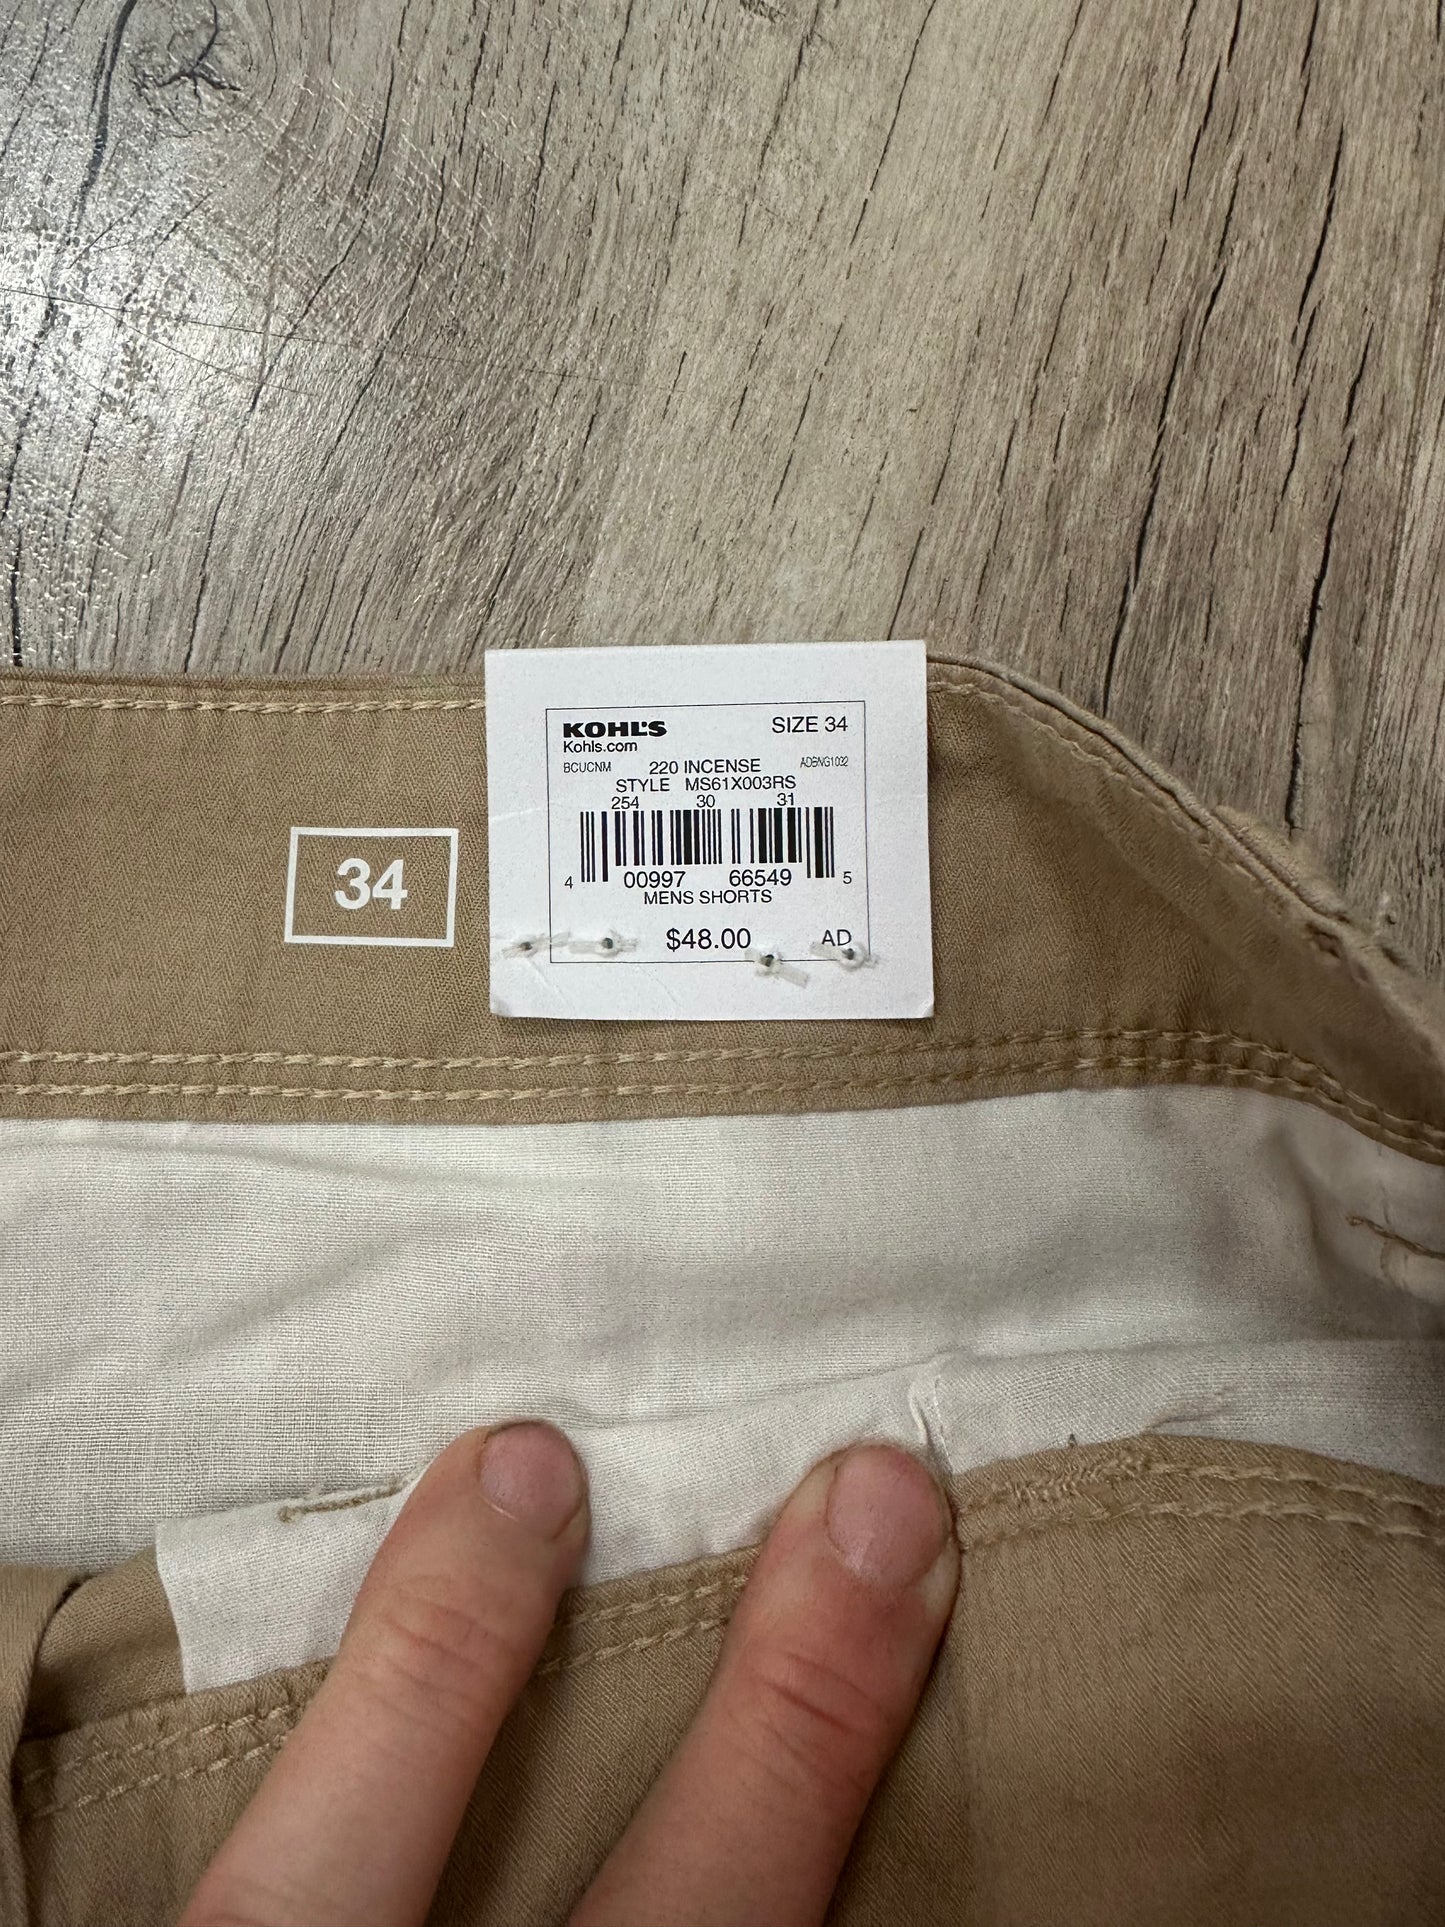 KOHL'S SIZE 34
Kohls.com
BCUCNM 220 INCENSE
STYLE MS61X003RS
254 30 31
34
4 00997 66549 5
MENS SHORTS
$48.00 AD